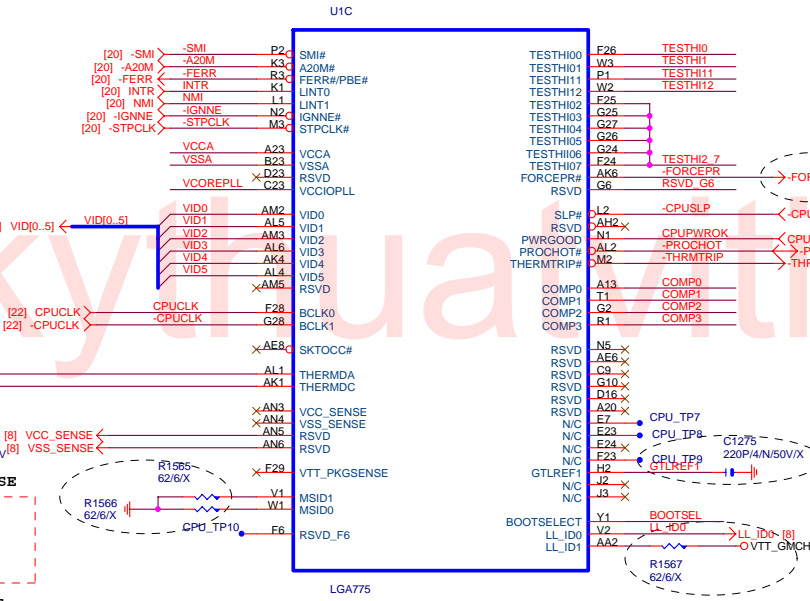 U1C
[20] -SMI -SMI P2 SMI# TESTHI00 F26 TESTHI0
[20] -A20M -A20M K3 A20M# TESTHI01 W3 TESTHI1
[20] -FERR -FERR R3 FERR#/PBE# TESTHI11 P1 TESTHI11
[20] INTR INTR K1 LINT0 TESTHI12 W2 TESTHI12
[20] NMI NMI L1 LINT1 TESTHI02 F25
[20] -IGNNE -IGNNE N2 IGNNE# TESTHI03 G25
[20] -STPCLK -STPCLK M3 STPCLK# TESTHI04 G27
TESTHI05 G26
VCCA A23 VCCA TESTHI06 G24
VSSA B23 VSSA TESTHI07 F24 TESTHI2_7
D23 RSVD FORCEPR# AK6 -FORCEPR -FOR
VCOREPLL C23 VCCIOPLL RSVD G6 RSVD_G6
VID0 AM2 VID0 SLP# L2 -CPUSLP -CPU
] VID[0..5] VID[0..5] VID1 AL5 VID1 RSVD AH2
VID2 AM3 VID2 PWRGOOD N1 CPUPWROK CPU
VID3 AL6 VID3 PROCHOT# AL2 -PROCHOT -P
VID4 AK4 VID4 THERMTRIP# M2 -THRMTRIP -THR
VID5 AL4 VID5
AM5 RSVD COMP0 A13 COMP0
COMP1 T1 COMP1
[22] CPUCLK CPUCLK F28 BCLK0 COMP2 G2 COMP2
[22] -CPUCLK -CPUCLK G28 BCLK1 COMP3 R1 COMP3
kythuatviti
AE8 SKTOCC# RSVD N5
RSVD AE6
AL1 THERMDA RSVD C9
AK1 THERMDC RSVD G10
RSVD D16
AN3 VCC_SENSE RSVD A20
AN4 VSS_SENSE N/C E7 CPU_TP7
[8] VCC_SENSE AN5 RSVD N/C E23 CPU_TP8
[8] VSS_SENSE AN6 RSVD N/C E24 C1275
V N/C F23 CPU_TP9 220P/4/N/50V/X
R1565 F29 VTT_PKGSENSE GTLREF1 H2 GTLREF1
62/6/X N/C J2
SE
R1566 V1 MSID1 N/C J3
62/6/X W1 MSID0
BOOTSELECT Y1 BOOTSEL
CPU_TP10 F6 RSVD_F6 LL_ID0 V2 LL_ID0 LL_ID0 [8]
LL_ID1 AA2 VTT_GMCH
R1567
62/6/X
LGA775